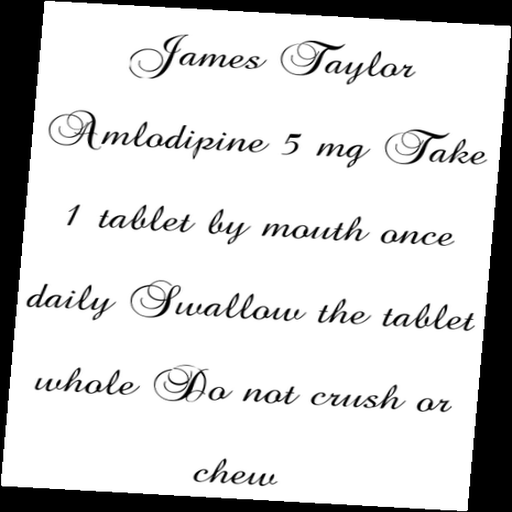 James Taylor
Amlodipine 5 mg Take
1 tablet by mouth once
daily Swallow the tablet
whole Do not crush or
chew